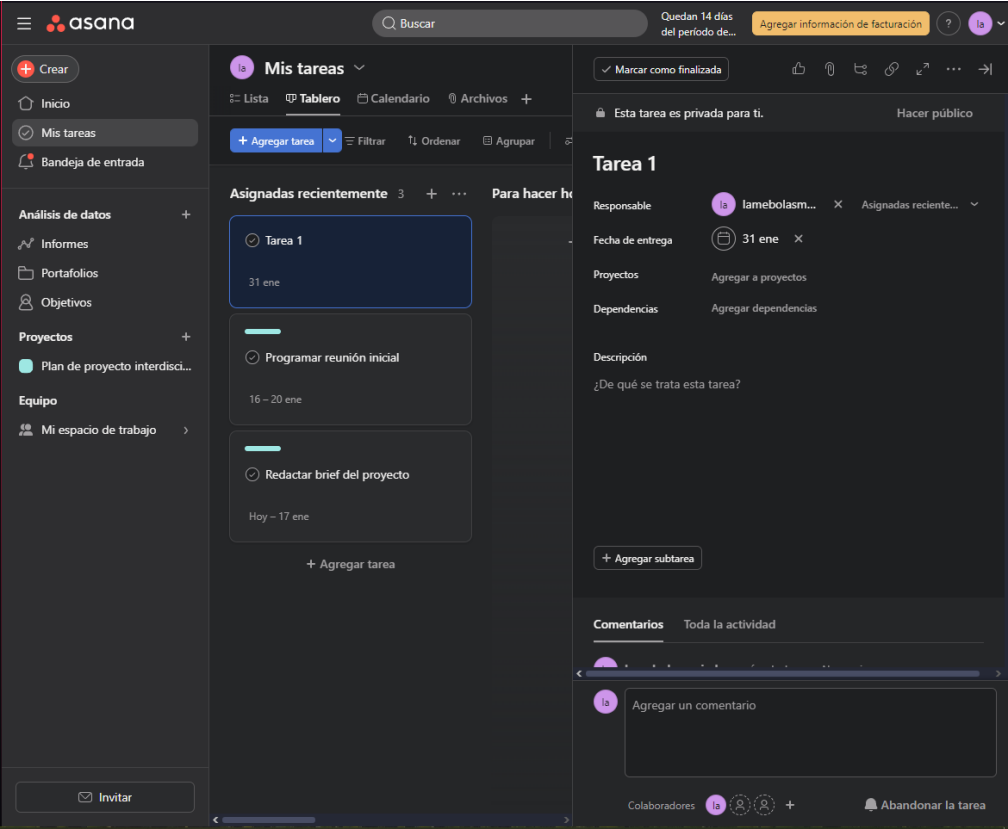 asana
Buscar
Quedan 14 días
del período de...
Agregar información de facturación
?
la
Crear
Inicio
Mis tareas
Bandeja de entrada
Análisis de datos
Informes
Portafolios
Objetivos
Proyectos
Plan de proyecto interdisci...
Equipo
Mi espacio de trabajo
Invitar
la
Mis tareas
Lista
Tablero
Calendario
Archivos
+ Agregar tarea
Filtrar
Ordenar
Agrupar
Asignadas recientemente 3
Para hacer
Tarea 1
31 ene
Programar reunión inicial
16 – 20 ene
Redactar brief del proyecto
Hoy – 17 ene
+ Agregar tarea
Marcar como finalizada
Esta tarea es privada para ti.
Hacer público
Tarea 1
Responsable
la
lamebolasm...
Asignadas reciente...
Fecha de entrega
31 ene
Proyectos
Agregar a proyectos
Dependencias
Agregar dependencias
Descripción
¿De qué se trata esta tarea?
+ Agregar subtarea
Comentarios
Toda la actividad
la
Agregar un comentario
Colaboradores
la
Abandonar la tarea